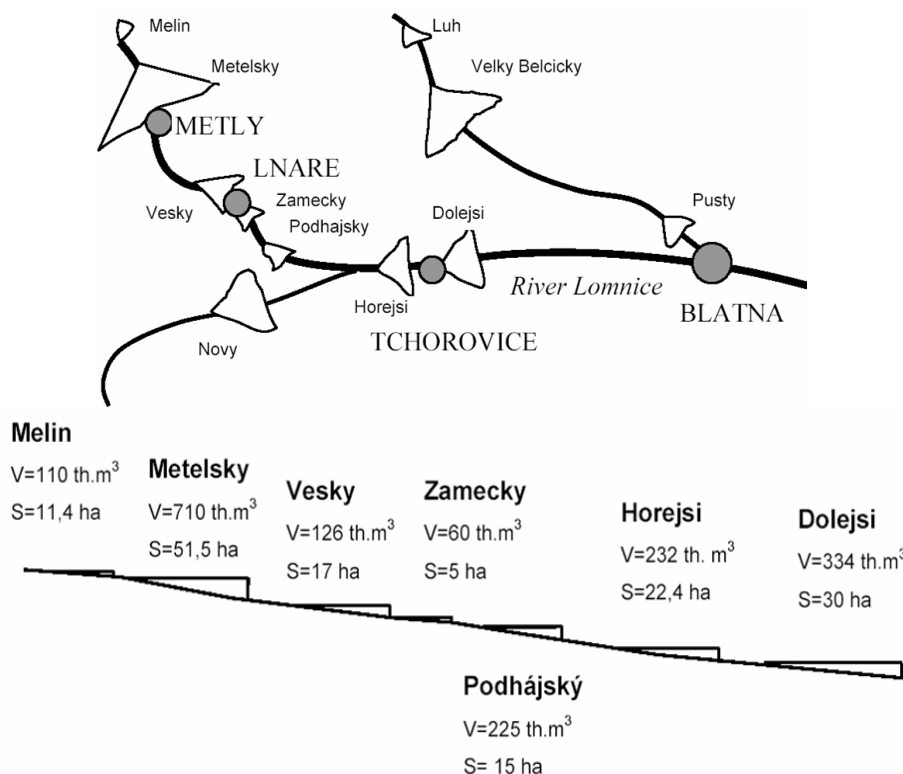 Melin
Luh
Metelsky
Velky Belcicky
METLY
LNARE
Vesky
Zamecky
Podhajsky
Dolejsi
Pusty
Horejsi
River Lomnice
BLATNA
Novy
TCHOROVICE
Melin
V=110 th.m³
S=11,4 ha
Metelsky
V=710 th.m³
S=51,5 ha
Vesky
V=126 th.m³
S=17 ha
Zamecky
V=60 th.m³
S=5 ha
Horejsi
V=232 th. m³
S=22,4 ha
Dolejsi
V=334 th.m³
S=30 ha
Podhájský
V=225 th.m³
S= 15 ha